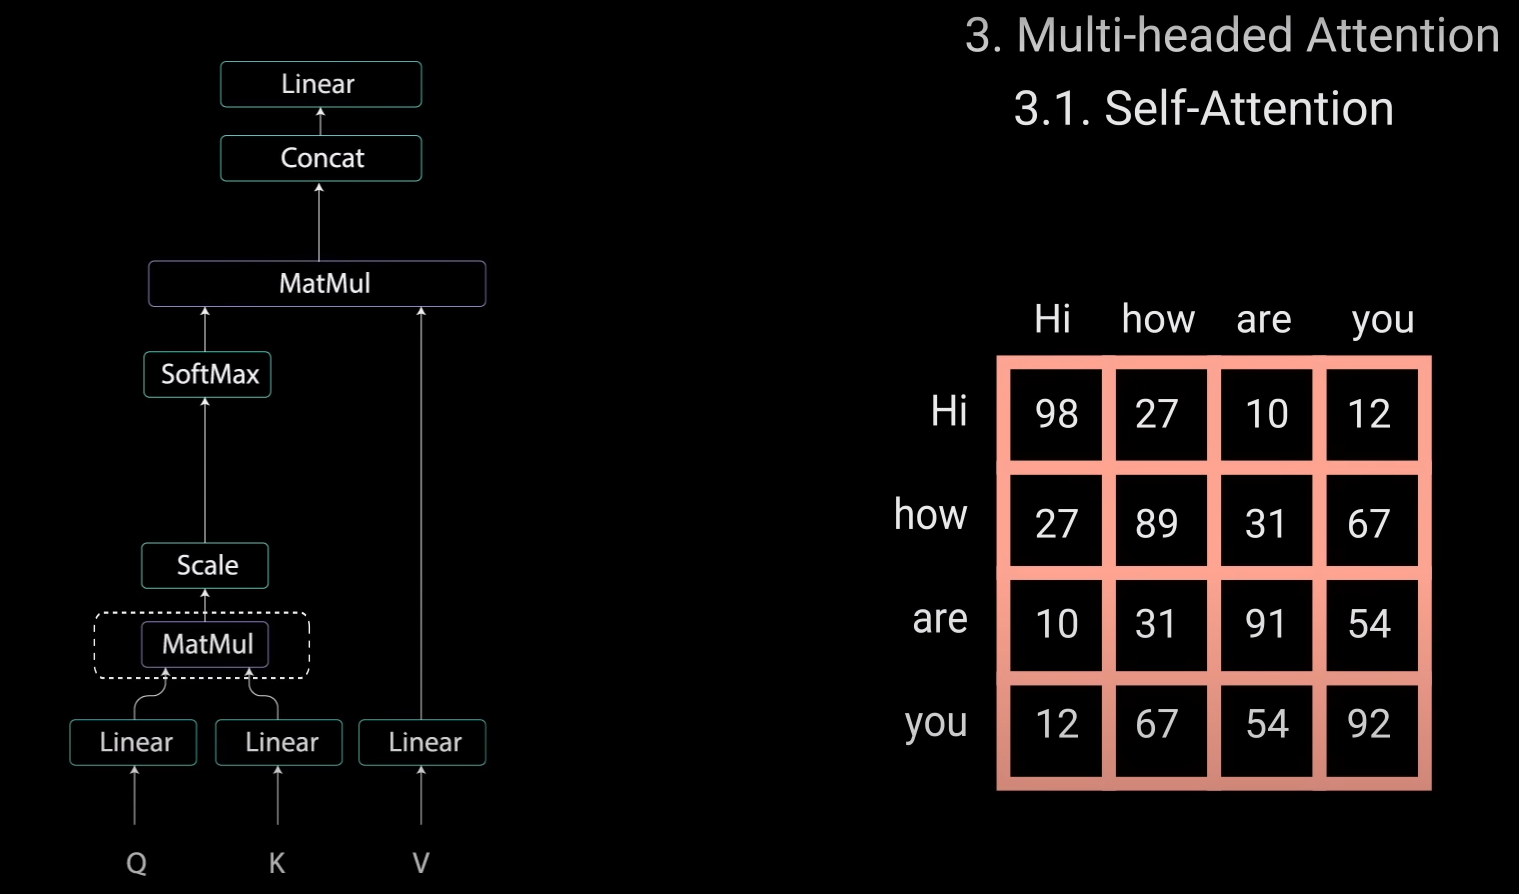 3. Multi-headed Attention
3.1. Self-Attention
Linear
Concat
MatMul
SoftMax
Scale
MatMul
Linear Linear Linear
Q K V
Hi how are you
Hi 98 27 10 12
how 27 89 31 67
are 10 31 91 54
you 12 67 54 92